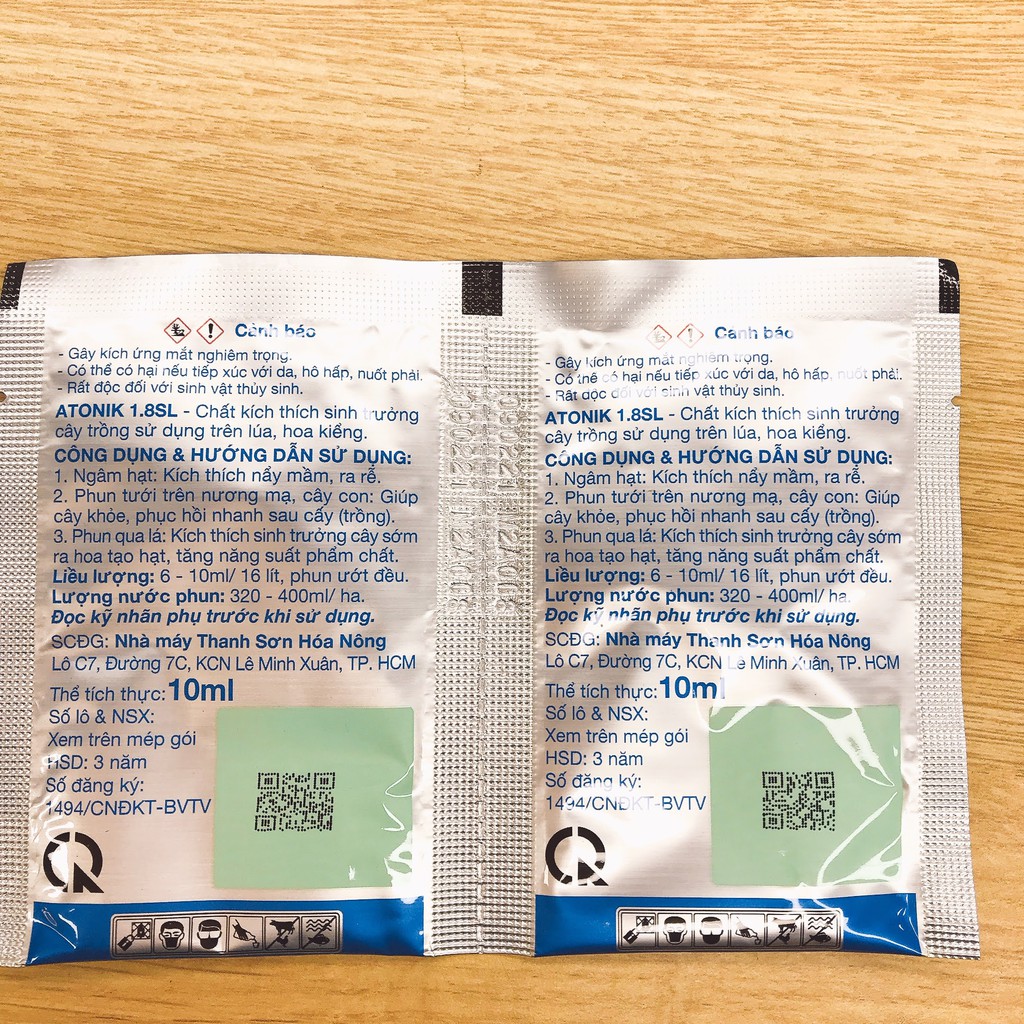 Cảnh báo
- Gây kích ứng mắt nghiêm trọng.
- Có thể có hại nếu tiếp xúc với da, hô hấp, nuốt phải.
- Rất độc đối với sinh vật thủy sinh.
ATONIK 1.8SL - Chất kích thích sinh trưởng
cây trồng sử dụng trên lúa, hoa kiểng.
CÔNG DỤNG & HƯỚNG DẪN SỬ DỤNG:
1. Ngâm hạt: Kích thích nẩy mầm, ra rễ.
2. Phun tưới trên nương mạ, cây con: Giúp
cây khỏe, phục hồi nhanh sau cấy (trồng).
3. Phun qua lá: Kích thích sinh trưởng cây sớm
ra hoa tạo hạt, tăng năng suất phẩm chất.
Liều lượng: 6 - 10ml/ 16 lít, phun ướt đều.
Lượng nước phun: 320 - 400ml/ ha.
Đọc kỹ nhãn phụ trước khi sử dụng.
SCĐG: Nhà máy Thanh Sơn Hóa Nông
Lô C7, Đường 7C, KCN Lê Minh Xuân, TP. HCM
Thể tích thực: 10ml
Số lô & NSX:
Xem trên mép gói
HSD: 3 năm
Số đăng ký:
1494/CNĐKT-BVTV
Cảnh báo
- Gây kích ứng mắt nghiêm trọng.
- Có thể có hại nếu tiếp xúc với da, hô hấp, nuốt phải.
- Rất độc đối với sinh vật thủy sinh.
ATONIK 1.8SL - Chất kích thích sinh trưởng
cây trồng sử dụng trên lúa, hoa kiểng.
CÔNG DỤNG & HƯỚNG DẪN SỬ DỤNG:
1. Ngâm hạt: Kích thích nẩy mầm, ra rễ.
2. Phun tưới trên nương mạ, cây con: Giúp
cây khỏe, phục hồi nhanh sau cấy (trồng).
3. Phun qua lá: Kích thích sinh trưởng cây sớm
ra hoa tạo hạt, tăng năng suất phẩm chất.
Liều lượng: 6 - 10ml/ 16 lít, phun ướt đều.
Lượng nước phun: 320 - 400ml/ ha.
Đọc kỹ nhãn phụ trước khi sử dụng.
SCĐG: Nhà máy Thanh Sơn Hóa Nông
Lô C7, Đường 7C, KCN Lê Minh Xuân, TP. HCM
Thể tích thực: 10ml
Số lô & NSX:
Xem trên mép gói
HSD: 3 năm
Số đăng ký:
1494/CNĐKT-BVTV